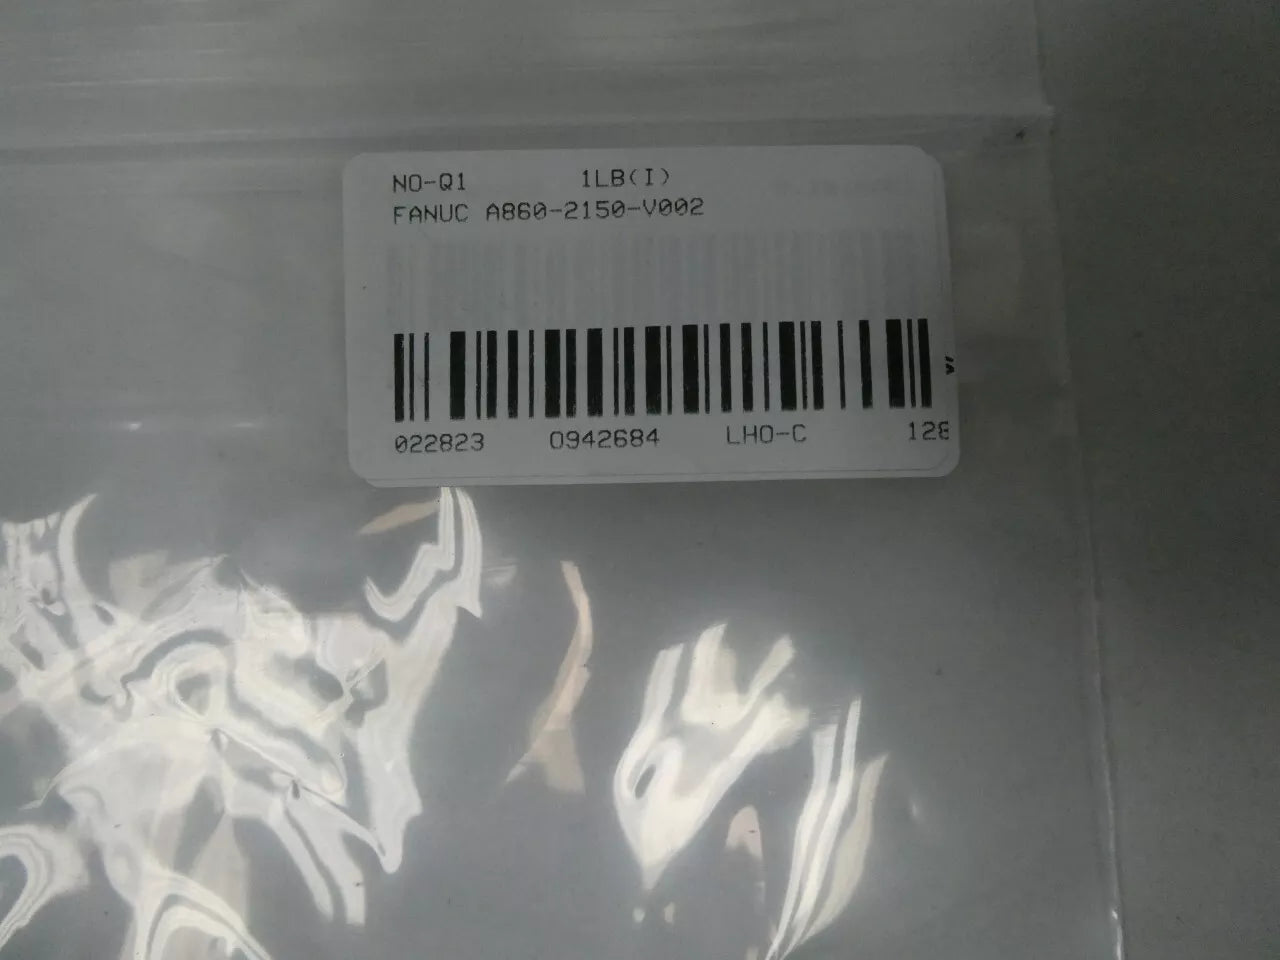 NO-Q1 1LB(I)
FANUC A860-2150-V002
022823 0942684 LHO-C 128